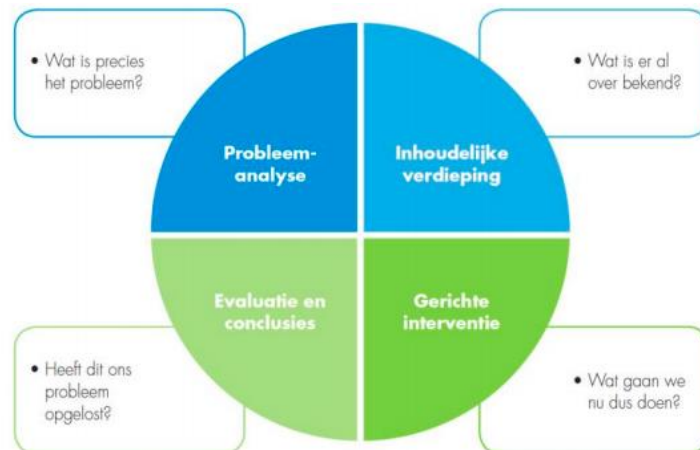 • Wat is precies
het probleem?
• Wat is er al
over bekend?
Probleem-
analyse
Inhoudelijke
verdieping
Evaluatie en
conclusies
Gerichte
interventie
• Heeft dit ons
probleem
opgelost?
• Wat gaan we
nu dus doen?